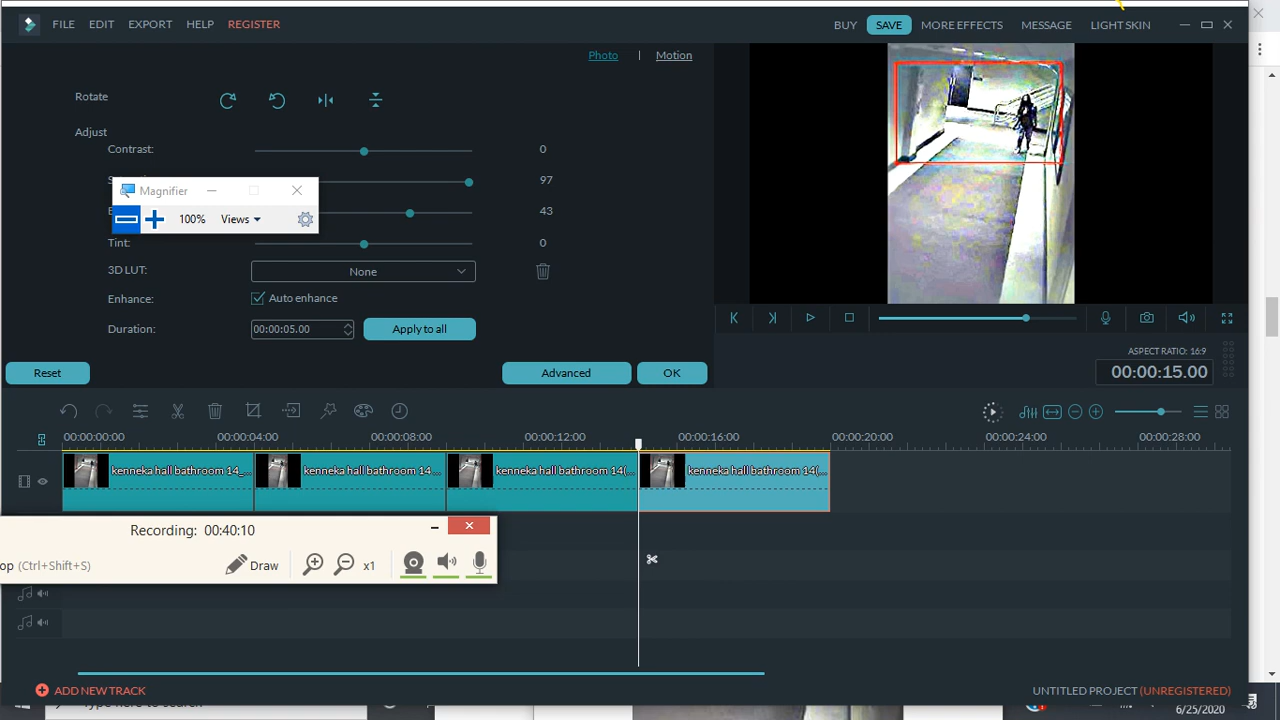 FILE EDIT EXPORT HELP REGISTER BUY SAVE MORE EFFECTS MESSAGE LIGHT SKIN
Photo | Motion
Rotate
Adjust
Contrast: 0
97
Magnifier
43
100% Views
Tint: 0
3D LUT: None
Enhance: Auto enhance
Duration: 00:00:05.00 Apply to all
ASPECT RATIO: 16:9
00:00:15.00
Reset Advanced OK
00:00:00:00 00:00:04:00 00:00:08:00 00:00:12:00 00:00:16:00 00:00:20:00 00:00:24:00 00:00:28:00
kenneka hall bathroom 14_... kenneka hall bathroom 14... kenneka hall bathroom 14(... kenneka hall bathroom 14(...
Recording: 00:40:10
op (Ctrl+Shift+S) Draw x1
ADD NEW TRACK UNTITLED PROJECT (UNREGISTERED)
Type here to search
6/25/2020